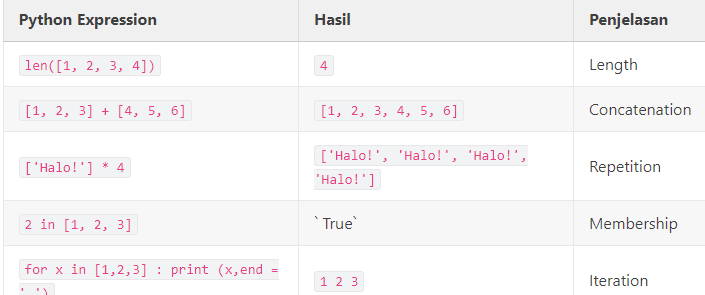 Python Expression Hasil Penjelasan
len([1, 2, 3, 4]) 4 Length
[1, 2, 3] + [4, 5, 6] [1, 2, 3, 4, 5, 6] Concatenation
['Halo!'] * 4 ['Halo!', 'Halo!', 'Halo!', 'Halo!'] Repetition
2 in [1, 2, 3] ` True` Membership
for x in [1,2,3] : print (x,end = ' ') 1 2 3 Iteration